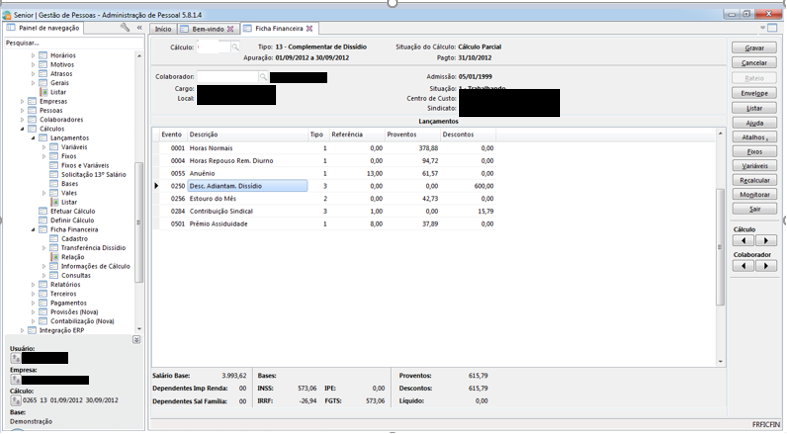 Senior | Gestão de Pessoas - Administração de Pessoal 5.8.1.4
Painel de navegação
Início Bem-vindo Ficha Financeira
Pesquisar...
Horários
Motivos
Atrasos
Gerais
Listar
Empresas
Pessoas
Colaboradores
Cálculos
Lançamentos
Variáveis
Fixos
Fixos e Variáveis
Solicitação 13º Salário
Bases
Vales
Listar
Efetuar Cálculo
Definir Cálculo
Ficha Financeira
Cadastro
Transferência Dissídio
Relação
Informações de Cálculo
Consultas
Relatórios
Terceiros
Pagamentos
Provisões (Nova)
Contabilização (Nova)
Integração ERP
Usuário:
Empresa:
Cálculo:
0265 13 01/09/2012 30/09/2012
Base:
Demonstração
Cálculo: Tipo: 13 - Complementar de Dissídio Situação do Cálculo: Cálculo Parcial
Apuração: 01/09/2012 a 30/09/2012 Pagto: 31/10/2012
Colaborador: Admissão: 05/01/1999
Cargo: Situação: 1 - Trabalhando
Local: Centro de Custo:
Sindicato:
Lançamentos
Evento Descrição Tipo Referência Proventos Descontos
0001 Horas Normais 1 0,00 378,88 0,00
0004 Horas Repouso Rem. Diurno 1 0,00 94,72 0,00
0055 Anuênio 1 13,00 61,57 0,00
0250 Desc. Adiantam. Dissídio 3 0,00 0,00 600,00
0256 Estouro do Mês 2 0,00 42,73 0,00
0284 Contribuição Sindical 3 1,00 0,00 15,79
0501 Prêmio Assiduidade 1 8,00 37,89 0,00
Salário Base: 3.993,62 Bases: Proventos: 615,79
Dependentes Imp Renda: 00 INSS: 573,06 IPE: 0,00 Descontos: 615,79
Dependentes Sal Família: 00 IRRF: -26,94 FGTS: 573,06 Líquido: 0,00
Gravar
Cancelar
Rateio
Envelope
Listar
Ajuda
Atalhos
Fixos
Variáveis
Recalcular
Monitorar
Sair
Cálculo
Colaborador
FRFICFIN